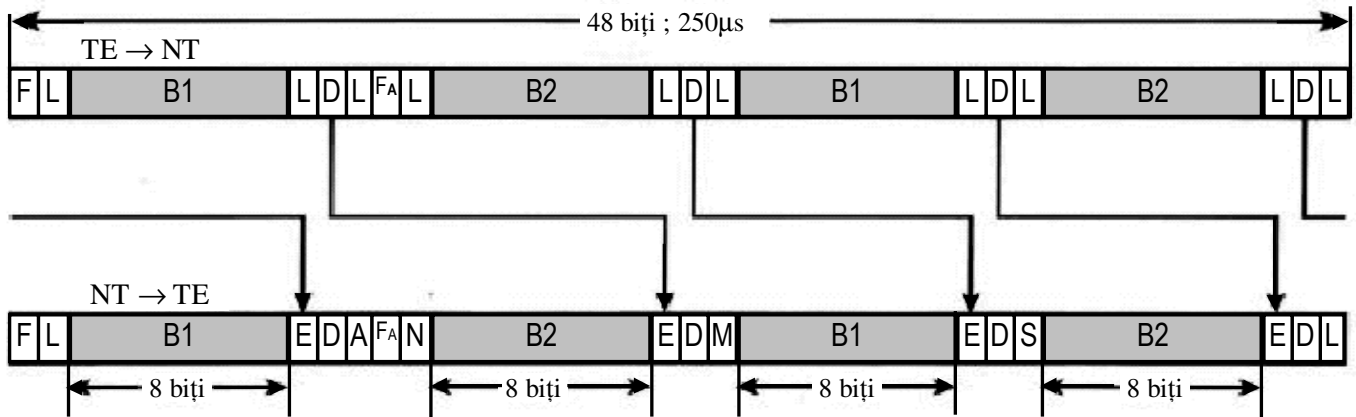 48 biți ; 250µs
TE → NT
F L B1 L D L FA L B2 L D L B1 L D L B2 L D L
NT → TE
F L B1 E D A FA N B2 E D M B1 E D S B2 E D L
8 biți 8 biți 8 biți 8 biți